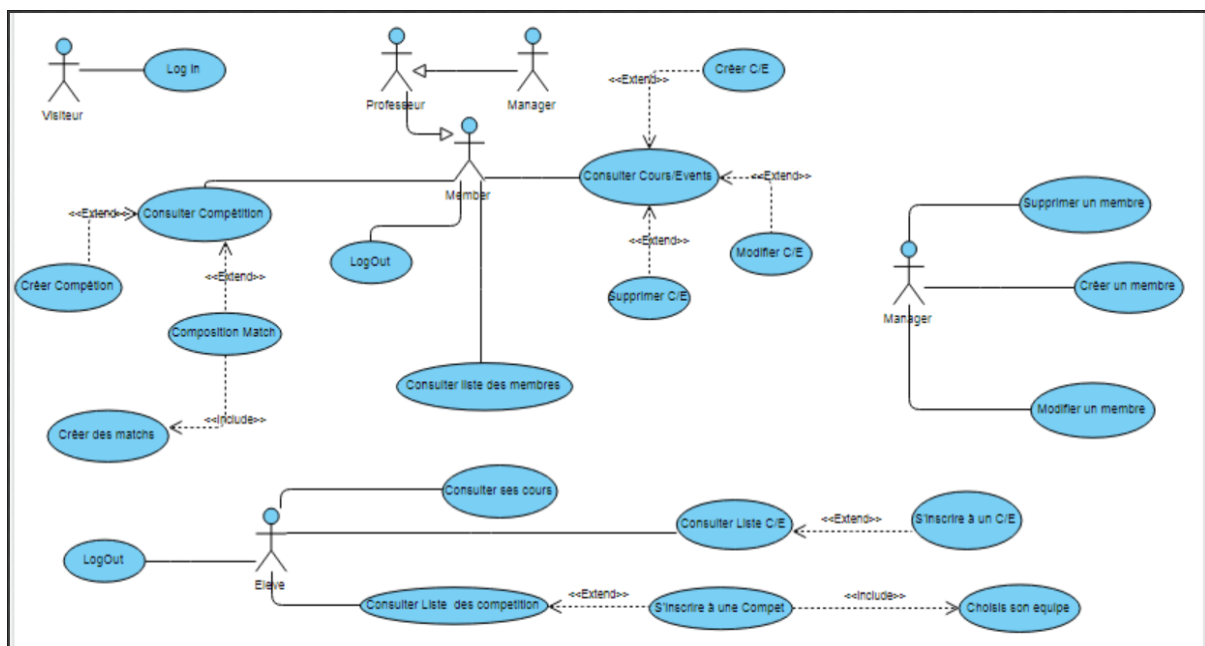 Log In
Visiteur
Professeur
Manager
<<Extend>>
Créer C/E
Member
Consulter Cours/Events
<<Extend>>
Consulter Compétition
<<Extend>>
LogOut
<<Extend>>
Modifier C/E
<<Extend>>
Créer Compétion
Supprimer C/E
Composition Match
Consulter liste des membres
<<Include>>
Créer des matchs
Supprimer un membre
Créer un membre
Manager
Modifier un membre
Consulter ses cours
Consulter Liste C/E
<<Extend>>
S'inscrire à un C/E
LogOut
Eleve
Consulter Liste des competition
<<Extend>>
S'inscrire à une Compet
<<Include>>
Choisis son equipe